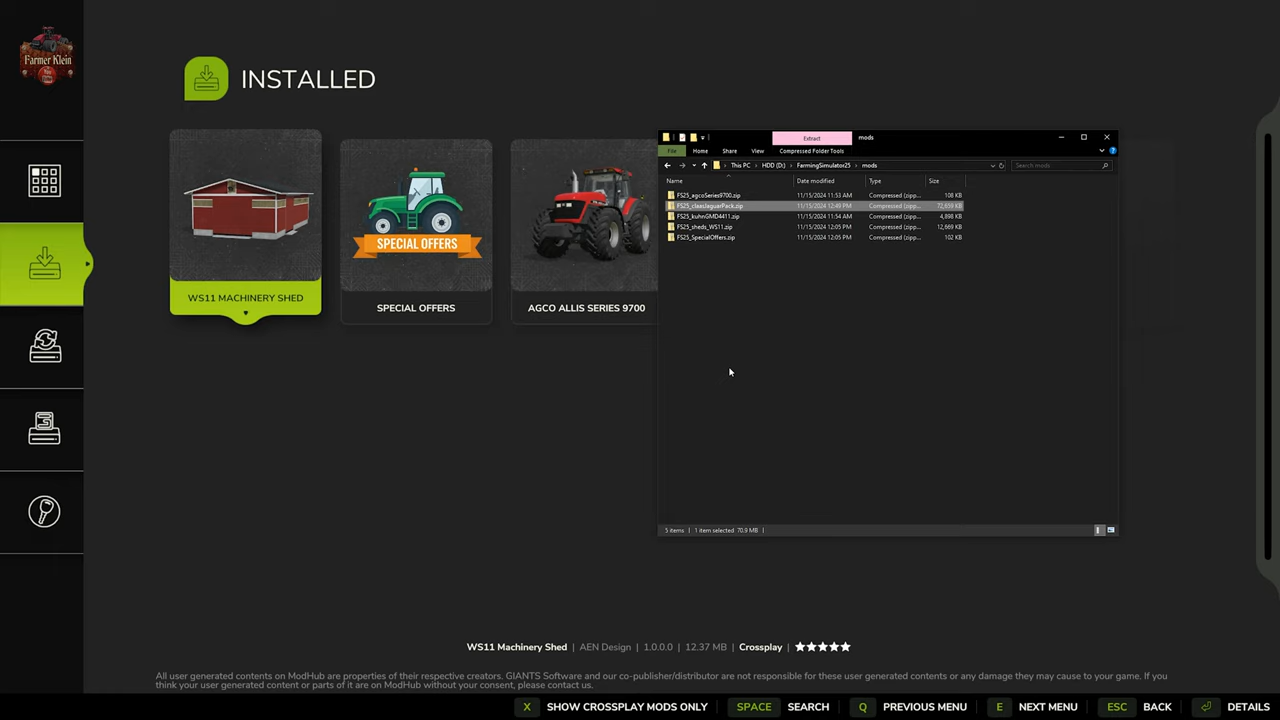 Farmer Klein
INSTALLED
WS11 MACHINERY SHED
SPECIAL OFFERS
SPECIAL OFFERS
AGCO ALLIS SERIES 9700
Extract
mods
File
Home
Share
View
Compressed Folder Tools
This PC > HDD (D:) > FarmingSimulator25 > mods
Search mods
Name
Date modified
Type
Size
FS25_agcoSeries9700.zip 11/15/2024 11:53 AM Compressed (zipp... 108 KB
FS25_claasJaguarPack.zip 11/15/2024 12:49 PM Compressed (zipp... 72,659 KB
FS25_kuhnGMD4411.zip 11/15/2024 11:54 AM Compressed (zipp... 4,898 KB
FS25_sheds_WS11.zip 11/15/2024 12:05 PM Compressed (zipp... 12,669 KB
FS25_SpecialOffers.zip 11/15/2024 12:05 PM Compressed (zipp... 102 KB
5 items | 1 item selected 70.9 MB |
WS11 Machinery Shed | AEN Design | 1.0.0.0 | 12.37 MB | Crossplay
All user generated contents on ModHub are properties of their respective creators. GIANTS Software and our co-publisher/distributor are not responsible for these user generated contents or any damage they may cause to your game. If you
think your user generated content or parts of it are on ModHub without your consent, please contact us.
X SHOW CROSSPLAY MODS ONLY SPACE SEARCH Q PREVIOUS MENU E NEXT MENU ESC BACK DETAILS